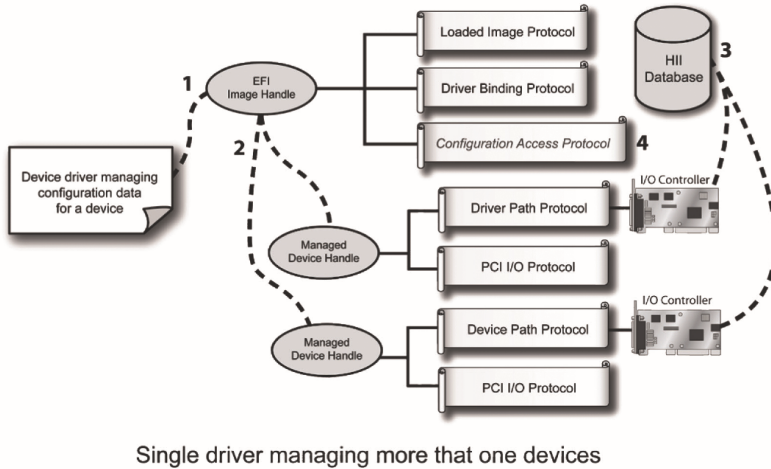 Loaded Image Protocol
3
HII
Database
1
EFI
Image Handle
Driver Binding Protocol
2
Configuration Access Protocol
4
Device driver managing
configuration data
for a device
I/O Controller
Driver Path Protocol
Managed
Device Handle
PCI I/O Protocol
I/O Controller
Device Path Protocol
Managed
Device Handle
PCI I/O Protocol
Single driver managing more that one devices